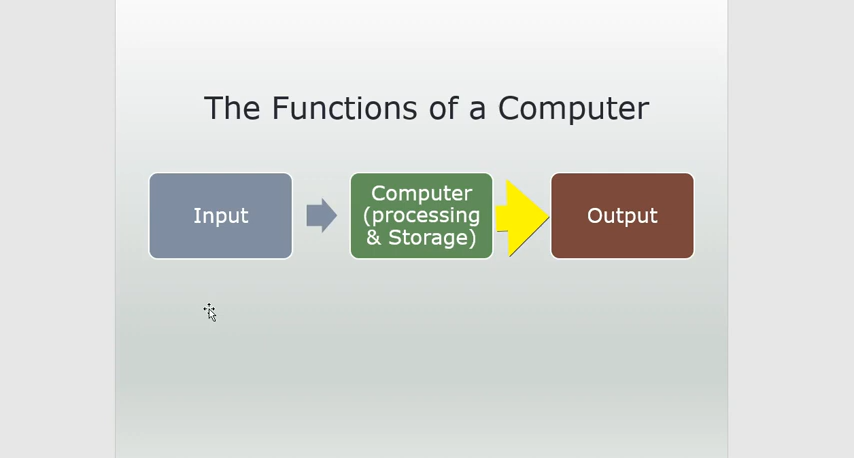 The Functions of a Computer
Input
Computer
(processing
& Storage)
Output